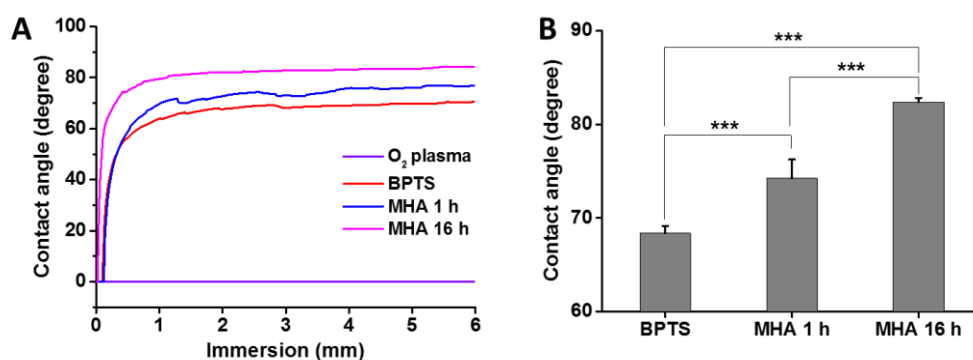 A
Contact angle (degree)
100
80
60
40
20
0
O₂ plasma
BPTS
MHA 1 h
MHA 16 h
0 1 2 3 4 5 6
Immersion (mm)
B
Contact angle (degree)
90
80
70
60
***
***
***
BPTS MHA 1 h MHA 16 h